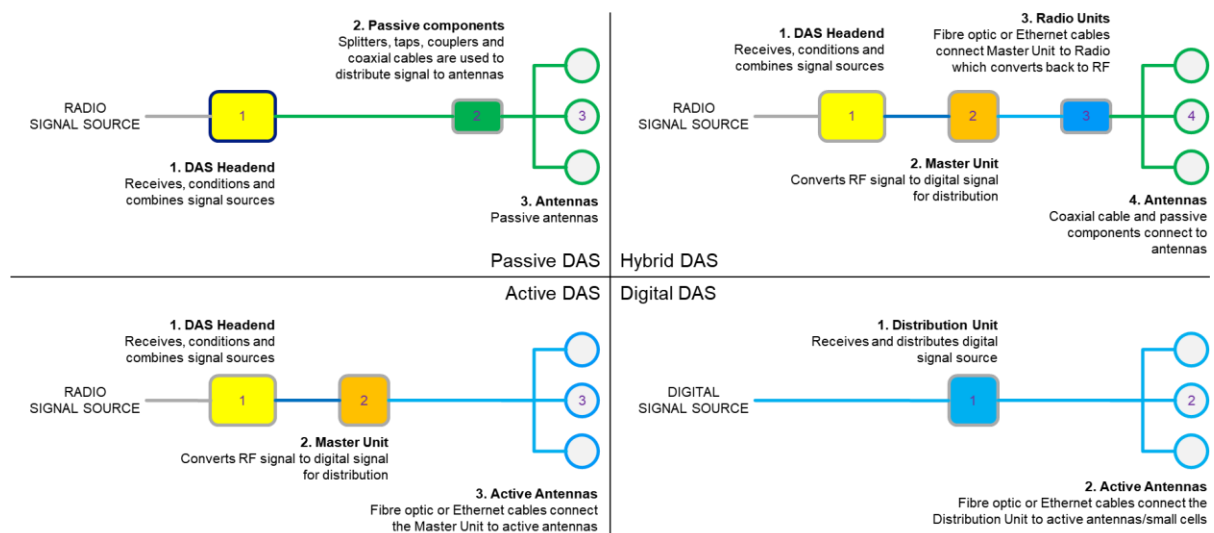 2. Passive components
Splitters, taps, couplers and
coaxial cables are used to
distribute signal to antennas
RADIO
SIGNAL SOURCE
1
2
3
1. DAS Headend
Receives, conditions and
combines signal sources
3. Antennas
Passive antennas
Passive DAS
3. Radio Units
Fibre optic or Ethernet cables
connect Master Unit to Radio
which converts back to RF
1. DAS Headend
Receives, conditions and
combines signal sources
RADIO
SIGNAL SOURCE
1
2
3
4
2. Master Unit
Converts RF signal to digital signal
for distribution
4. Antennas
Coaxial cable and passive
components connect to
antennas
Hybrid DAS
Active DAS
1. DAS Headend
Receives, conditions and
combines signal sources
RADIO
SIGNAL SOURCE
1
2
3
2. Master Unit
Converts RF signal to digital signal
for distribution
3. Active Antennas
Fibre optic or Ethernet cables connect
the Master Unit to active antennas
Digital DAS
1. Distribution Unit
Receives and distributes digital
signal source
DIGITAL
SIGNAL SOURCE
1
2
2. Active Antennas
Fibre optic or Ethernet cables connect the
Distribution Unit to active antennas/small cells